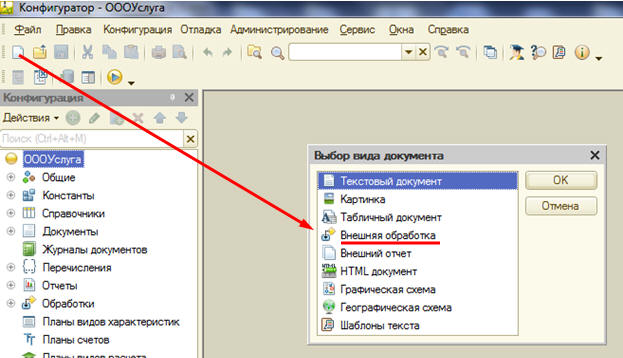 Конфигуратор - ОООУслуга
Файл Правка Конфигурация Отладка Администрирование Сервис Окна Справка
Конфигурация
Действия
Поиск (Ctrl+Alt+M)
ОООУслуга
Общие
Константы
Справочники
Документы
Журналы документов
Перечисления
Отчеты
Обработки
Планы видов характеристик
Планы счетов
Планы видов расчета
Выбор вида документа
Текстовый документ
Картинка
Табличный документ
Внешняя обработка
Внешний отчет
HTML документ
Графическая схема
Географическая схема
Шаблоны текста
OK
Отмена